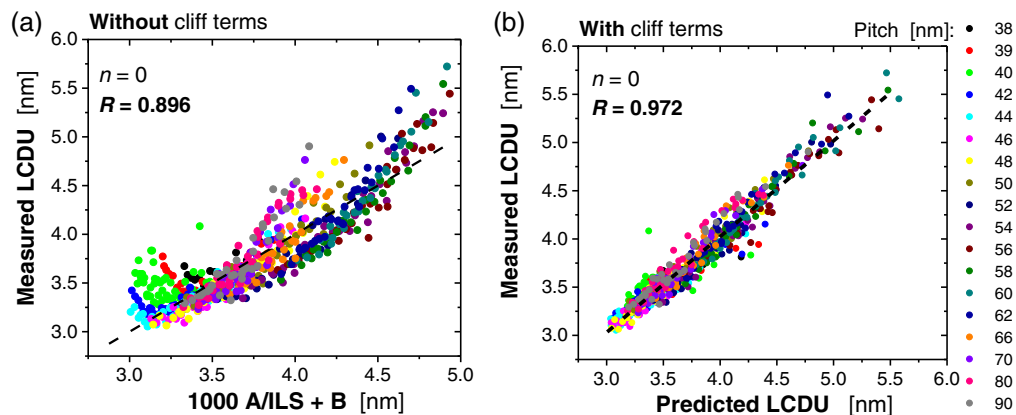 (a)
Without cliff terms
6.0
5.5
5.0
4.5
4.0
3.5
3.0
Measured LCDU [nm]
n = 0
R = 0.896
3.0 3.5 4.0 4.5 5.0
1000 A/ILS + B [nm]
(b)
With cliff terms
6.0
5.5
5.0
4.5
4.0
3.5
3.0
Measured LCDU [nm]
n = 0
R = 0.972
3.0 3.5 4.0 4.5 5.0 5.5 6.0
Predicted LCDU [nm]
Pitch [nm]:
38
39
40
42
44
46
48
50
52
54
56
58
60
62
66
70
80
90